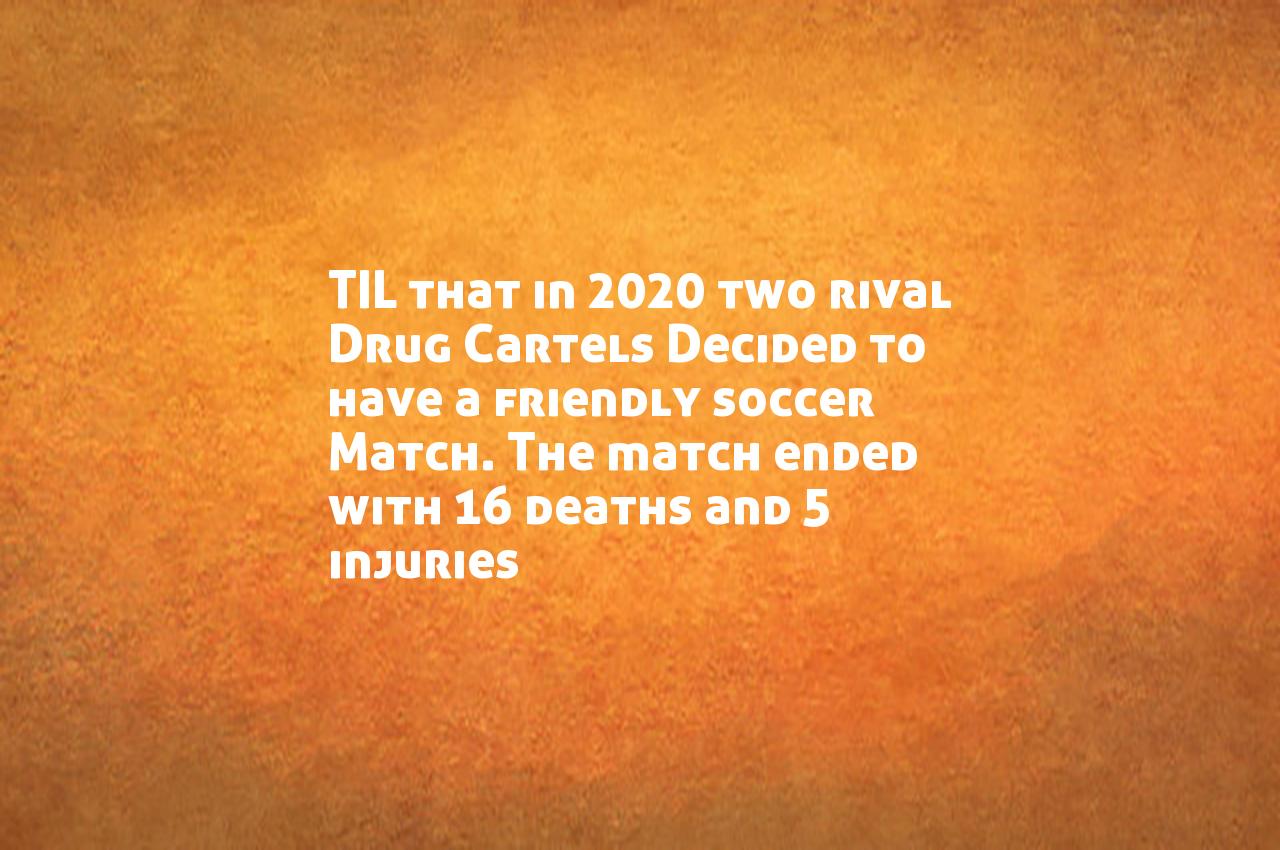 TIL that in 2020 two rival
Drug Cartels Decided to
have a friendly soccer
Match. The match ended
with 16 deaths and 5
injuries